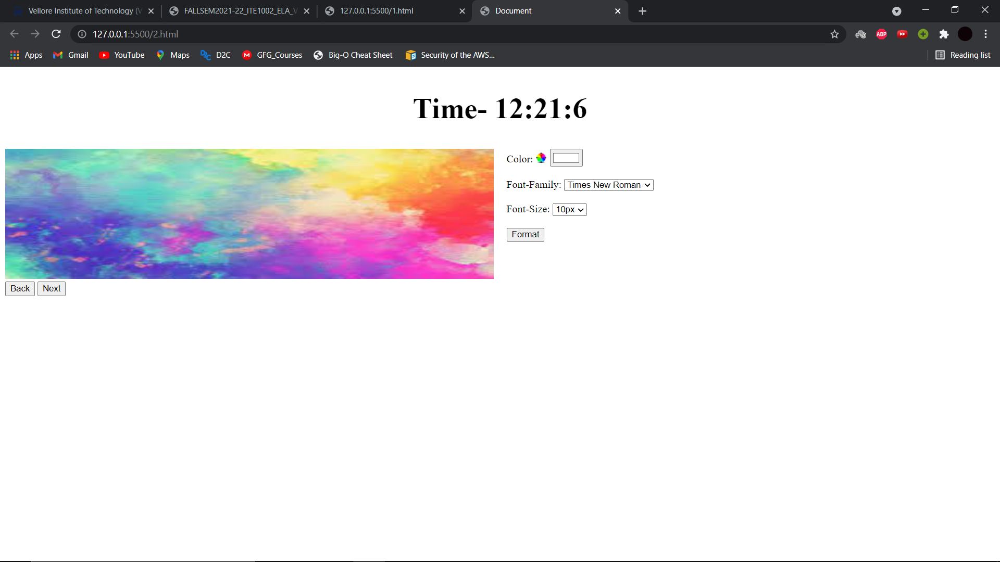 Vellore Institute of Technology (V
FALLSEM2021-22_ITE1002_ELA_V
127.0.0.1:5500/1.html
Document
127.0.0.1:5500/2.html
ABP
Apps
Gmail
YouTube
Maps
D2C
GFG_Courses
Big-O Cheat Sheet
Security of the AWS...
Reading list
Time- 12:21:6
Color:
Font-Family: Times New Roman
Font-Size: 10px
Format
Back Next